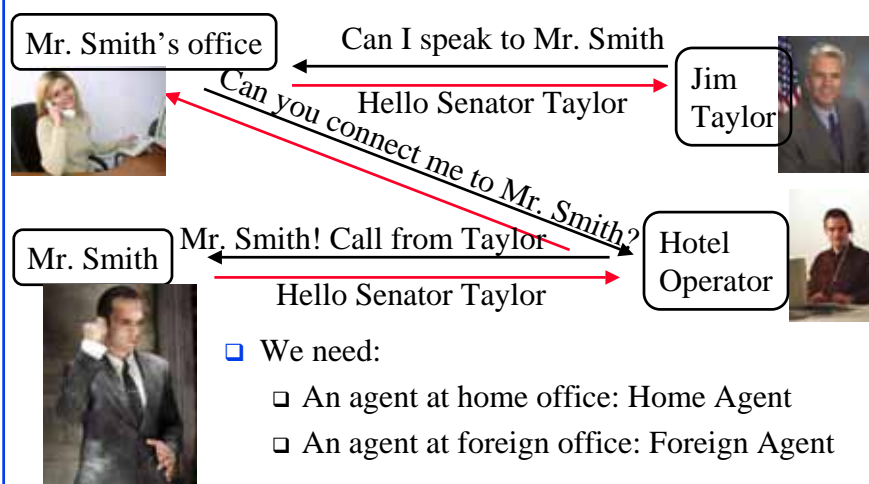 Mr. Smith’s office
Can I speak to Mr. Smith
Hello Senator Taylor
Jim
Taylor
Can you connect me to Mr. Smith?
Mr. Smith! Call from Taylor
Mr. Smith
Hello Senator Taylor
Hotel
Operator
We need:
An agent at home office: Home Agent
An agent at foreign office: Foreign Agent